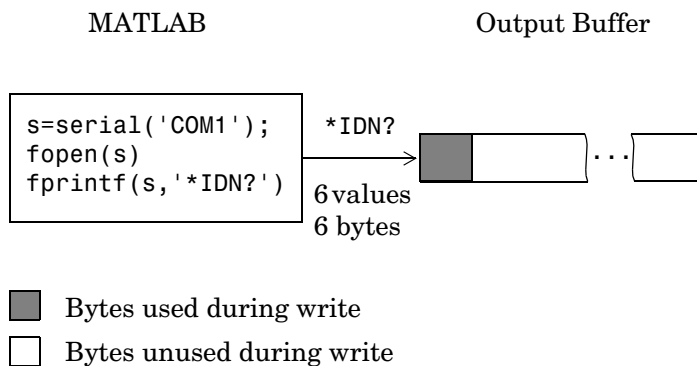 MATLAB
Output Buffer
s=serial('COM1');
fopen(s)
fprintf(s,'*IDN?')
*IDN?
6 values
6 bytes
...
Bytes used during write
Bytes unused during write